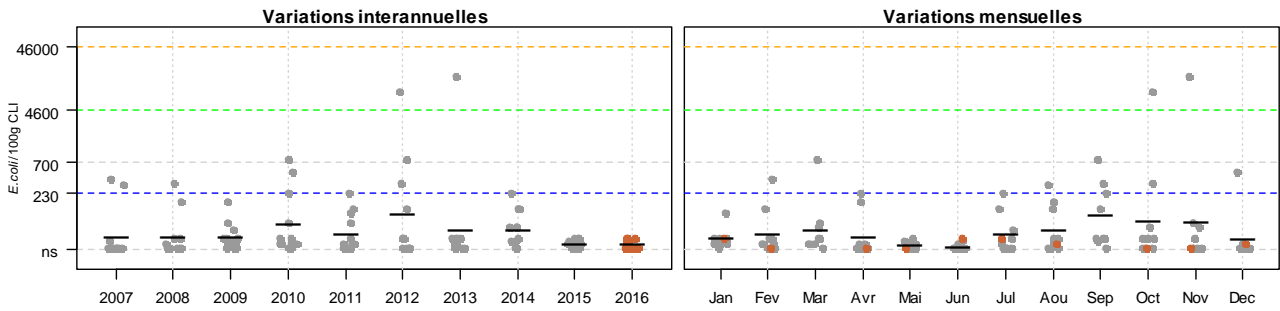 Variations interannuelles
Variations mensuelles
E.coli/100g CLI
46000
4600
700
230
ns
2007 2008 2009 2010 2011 2012 2013 2014 2015 2016
Jan Fev Mar Avr Mai Jun Jul Aou Sep Oct Nov Dec